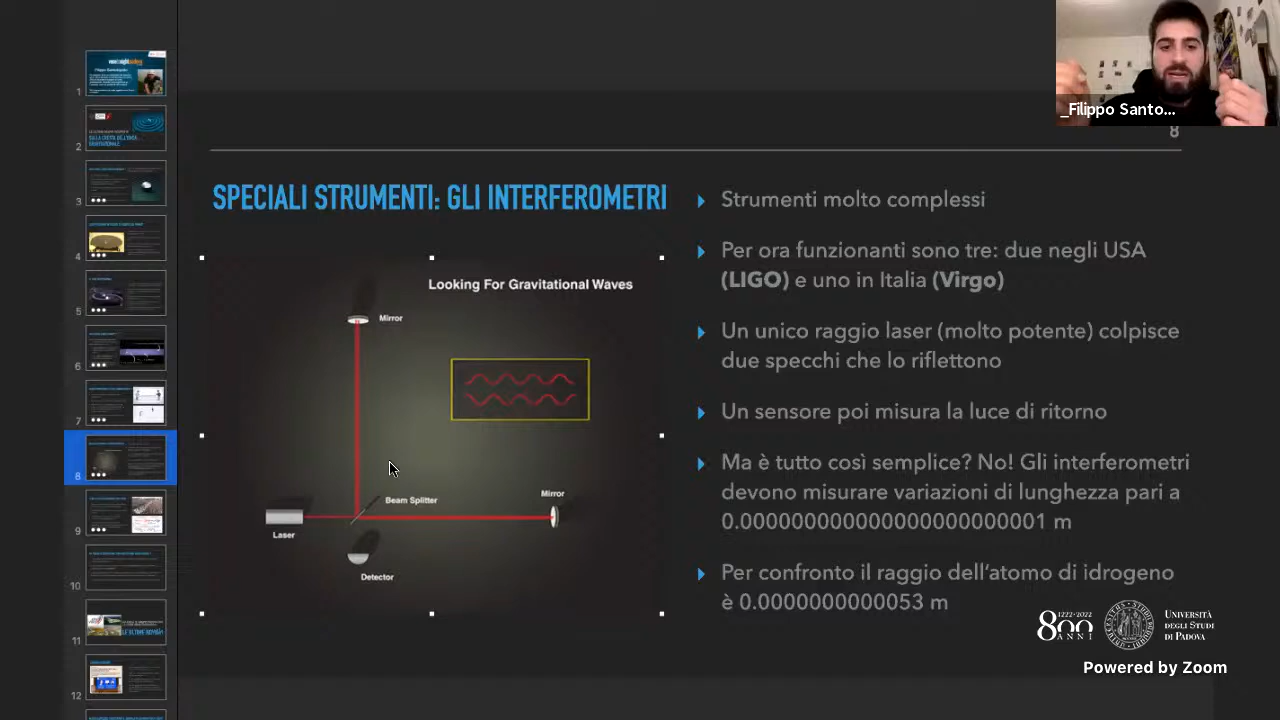 _Filippo Santo...
8
SPECIALI STRUMENTI: GLI INTERFEROMETRI
Looking For Gravitational Waves
Mirror
Beam Splitter
Mirror
Laser
Detector
Strumenti molto complessi
Per ora funzionanti sono tre: due negli USA
(LIGO) e uno in Italia (Virgo)
Un unico raggio laser (molto potente) colpisce
due specchi che lo riflettono
Un sensore poi misura la luce di ritorno
Ma è tutto così semplice? No! Gli interferometri
devono misurare variazioni di lunghezza pari a
0.000000000000000000000001 m
Per confronto il raggio dell’atomo di idrogeno
è 0.0000000000053 m
1222·2022
800
ANNI
UNIVERSITÀ
DEGLI STUDI
DI PADOVA
Powered by Zoom
1
2
3
4
5
6
7
8
9
10
11
12